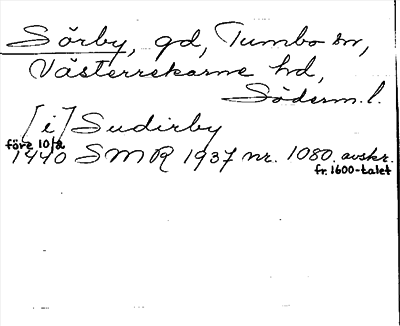 Sörby, gd, Tumbo sn,
Västerrekarne hd,
Söderm. l.
[i] Sudirby
före 10/2
1440 SMR 1937 nr. 1080. avskr.
fr. 1600-talet